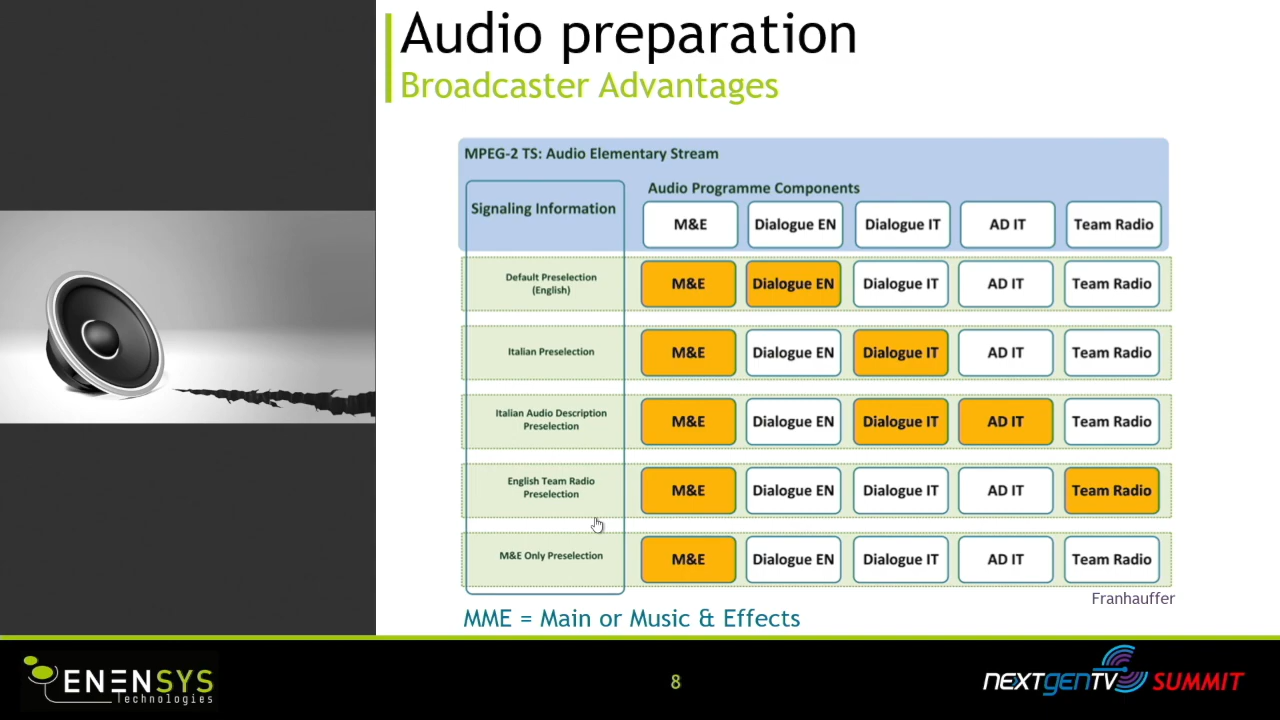 Audio preparation
Broadcaster Advantages
MPEG-2 TS: Audio Elementary Stream
Audio Programme Components
Signaling Information
M&E Dialogue EN Dialogue IT AD IT Team Radio
Default Preselection
(English)
M&E Dialogue EN Dialogue IT AD IT Team Radio
Italian Preselection
M&E Dialogue EN Dialogue IT AD IT Team Radio
Italian Audio Description
Preselection
M&E Dialogue EN Dialogue IT AD IT Team Radio
English Team Radio
Preselection
M&E Dialogue EN Dialogue IT AD IT Team Radio
M&E Only Preselection
M&E Dialogue EN Dialogue IT AD IT Team Radio
Franhauffer
MME = Main or Music & Effects
ENENSYS
Technologies
8
NEXTGENTV SUMMIT